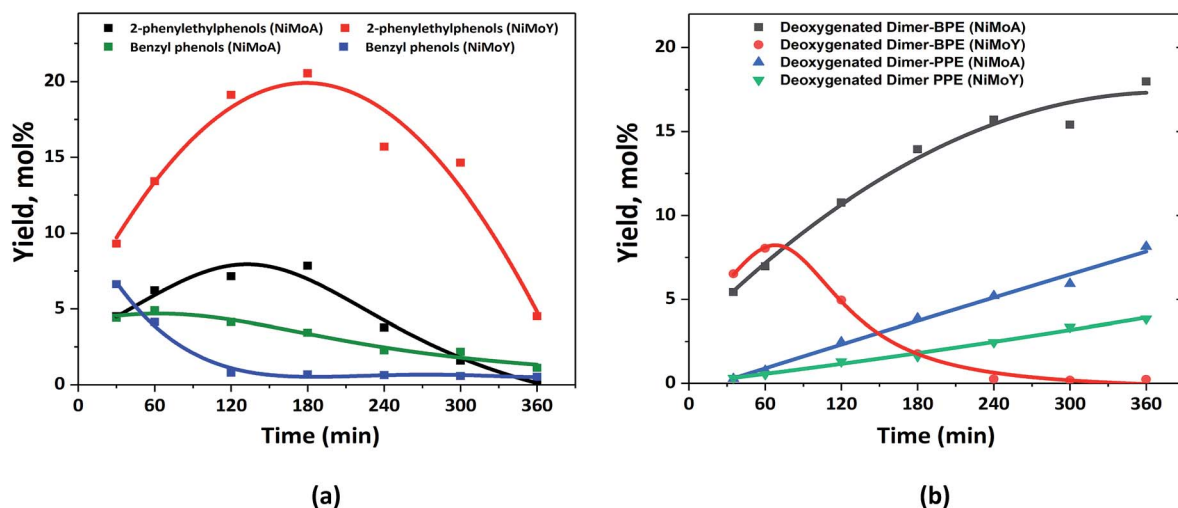 2-phenylethylphenols (NiMoA) 2-phenylethylphenols (NiMoY)
Benzyl phenols (NiMoA) Benzyl phenols (NiMoY)
Yield, mol%
20
15
10
5
0
0 60 120 180 240 300 360
Time (min)
(a)
Deoxygenated Dimer-BPE (NiMoA)
Deoxygenated Dimer-BPE (NiMoY)
Deoxygenated Dimer-PPE (NiMoA)
Deoxygenated Dimer PPE (NiMoY)
Yield, mol%
20
15
10
5
0
0 60 120 180 240 300 360
Time (min)
(b)